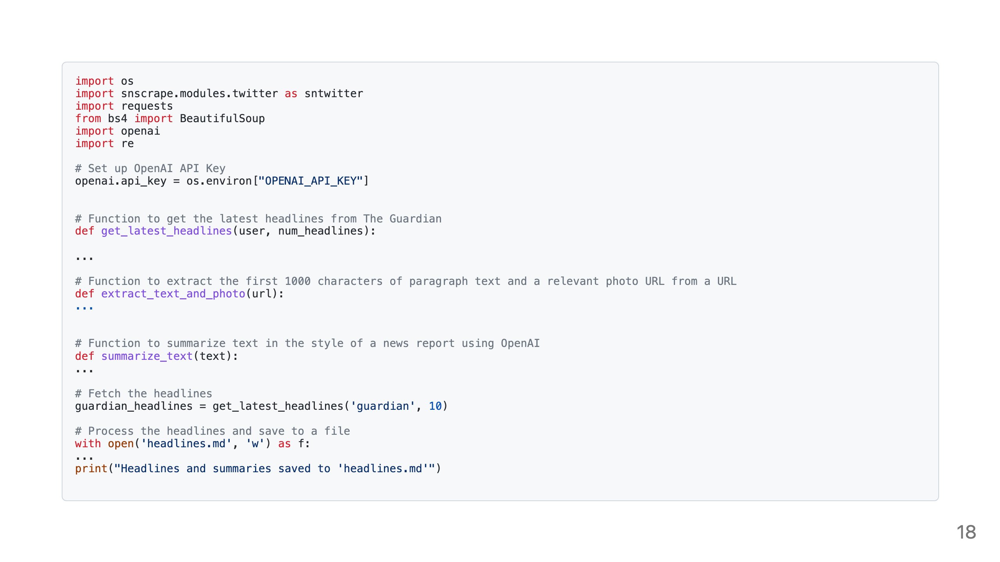 import os
import snscrape.modules.twitter as sntwitter
import requests
from bs4 import BeautifulSoup
import openai
import re
# Set up OpenAI API Key
openai.api_key = os.environ["OPENAI_API_KEY"]
# Function to get the latest headlines from The Guardian
def get_latest_headlines(user, num_headlines):
...
# Function to extract the first 1000 characters of paragraph text and a relevant photo URL from a URL
def extract_text_and_photo(url):
...
# Function to summarize text in the style of a news report using OpenAI
def summarize_text(text):
...
# Fetch the headlines
guardian_headlines = get_latest_headlines('guardian', 10)
# Process the headlines and save to a file
with open('headlines.md', 'w') as f:
...
print("Headlines and summaries saved to 'headlines.md'")
18